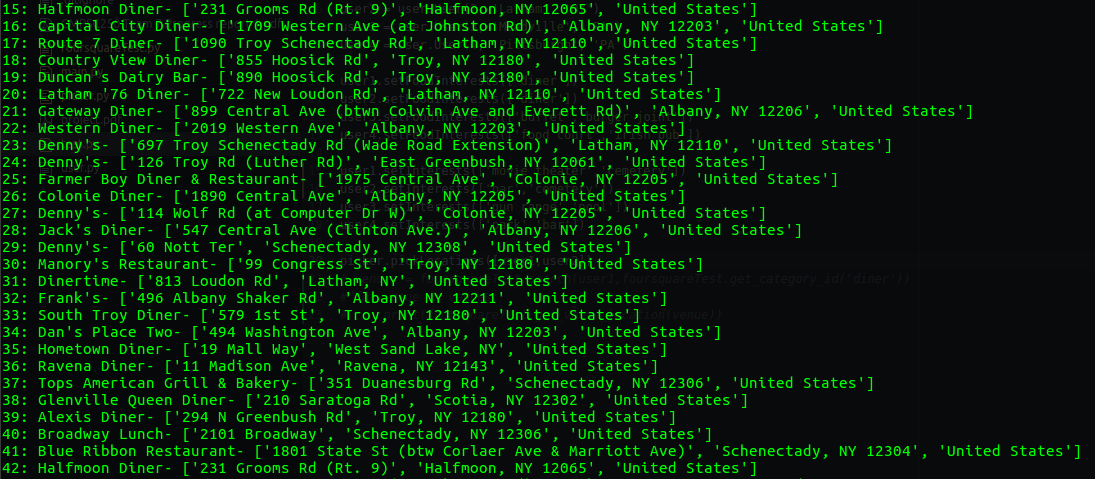 15: Halfmoon Diner- ['231 Grooms Rd (Rt. 9)', 'Halfmoon, NY 12065', 'United States']
16: Capital City Diner- ['1709 Western Ave (at Johnston Rd)', 'Albany, NY 12203', 'United States']
17: Route 7 Diner- ['1090 Troy Schenectady Rd', 'Latham, NY 12110', 'United States']
18: Country View Diner- ['855 Hoosick Rd', 'Troy, NY 12180', 'United States']
19: Duncan's Dairy Bar- ['890 Hoosick Rd', 'Troy, NY 12180', 'United States']
20: Latham '76 Diner- ['722 New Loudon Rd', 'Latham, NY 12110', 'United States']
21: Gateway Diner- ['899 Central Ave (btwn Colvin Ave and Everett Rd)', 'Albany, NY 12206', 'United States']
22: Western Diner- ['2019 Western Ave', 'Albany, NY 12203', 'United States']
23: Denny's- ['697 Troy Schenectady Rd (Wade Road Extension)', 'Latham, NY 12110', 'United States']
24: Denny's- ['126 Troy Rd (Luther Rd)', 'East Greenbush, NY 12061', 'United States']
25: Farmer Boy Diner & Restaurant- ['1975 Central Ave', 'Colonie, NY 12205', 'United States']
26: Colonie Diner- ['1890 Central Ave', 'Albany, NY 12205', 'United States']
27: Denny's- ['114 Wolf Rd (at Computer Dr W)', 'Colonie, NY 12205', 'United States']
28: Jack's Diner- ['547 Central Ave (Clinton Ave.)', 'Albany, NY 12206', 'United States']
29: Denny's- ['60 Nott Ter', 'Schenectady, NY 12308', 'United States']
30: Manory's Restaurant- ['99 Congress St', 'Troy, NY 12180', 'United States']
31: Dinertime- ['813 Loudon Rd', 'Latham, NY', 'United States']
32: Frank's- ['496 Albany Shaker Rd', 'Albany, NY 12211', 'United States']
33: South Troy Diner- ['579 1st St', 'Troy, NY 12180', 'United States']
34: Dan's Place Two- ['494 Washington Ave', 'Albany, NY 12203', 'United States']
35: Hometown Diner- ['19 Mall Way', 'West Sand Lake, NY', 'United States']
36: Ravena Diner- ['11 Madison Ave', 'Ravena, NY 12143', 'United States']
37: Tops American Grill & Bakery- ['351 Duanesburg Rd', 'Schenectady, NY 12306', 'United States']
38: Glenville Queen Diner- ['210 Saratoga Rd', 'Scotia, NY 12302', 'United States']
39: Alexis Diner- ['294 N Greenbush Rd', 'Troy, NY 12180', 'United States']
40: Broadway Lunch- ['2101 Broadway', 'Schenectady, NY 12306', 'United States']
41: Blue Ribbon Restaurant- ['1801 State St (btw Corlaer Ave & Marriott Ave)', 'Schenectady, NY 12304', 'United States']
42: Halfmoon Diner- ['231 Grooms Rd (Rt. 9)', 'Halfmoon, NY 12065', 'United States']